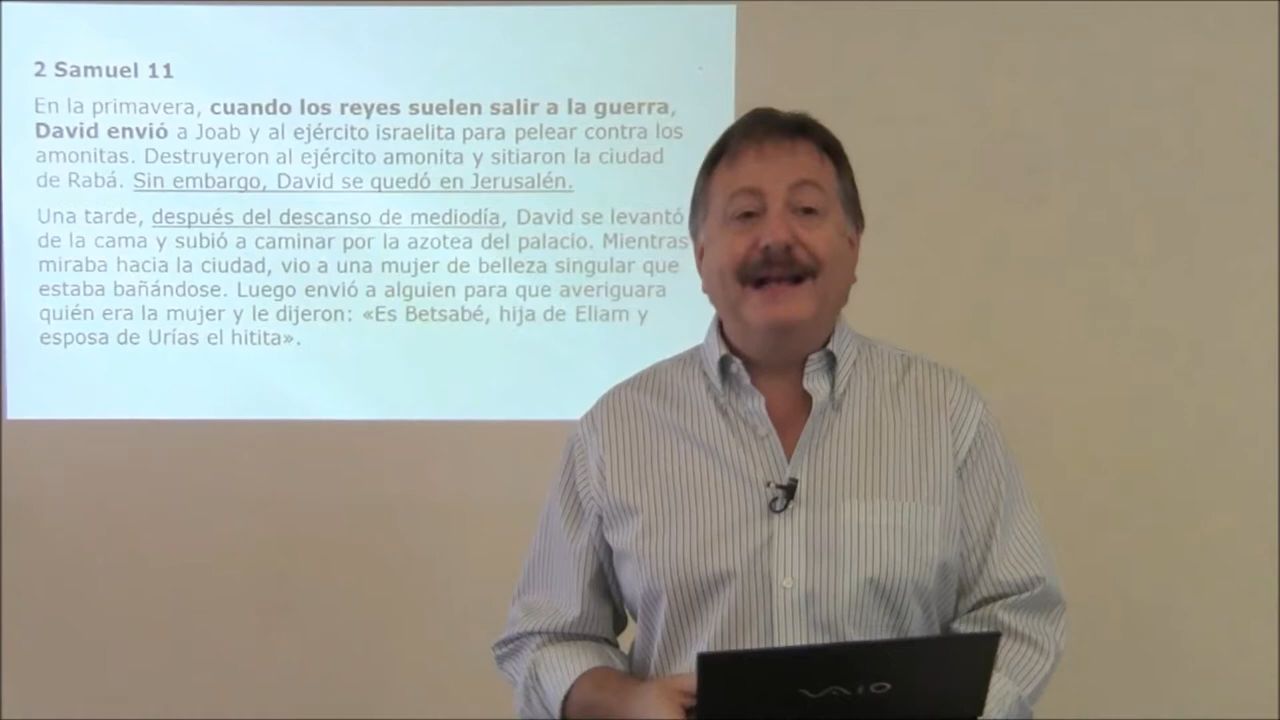 2 Samuel 11
En la primavera, cuando los reyes suelen salir a la guerra,
David envió a Joab y al ejército israelita para pelear contra los
amonitas. Destruyeron al ejército amonita y sitiaron la ciudad
de Rabá. Sin embargo, David se quedó en Jerusalén.
Una tarde, después del descanso de mediodía, David se levantó
de la cama y subió a caminar por la azotea del palacio. Mientras
miraba hacia la ciudad, vio a una mujer de belleza singular que
estaba bañándose. Luego envió a alguien para que averiguara
quién era la mujer y le dijeron: «Es Betsabé, hija de Eliam y
esposa de Urías el hitita».
VAIO